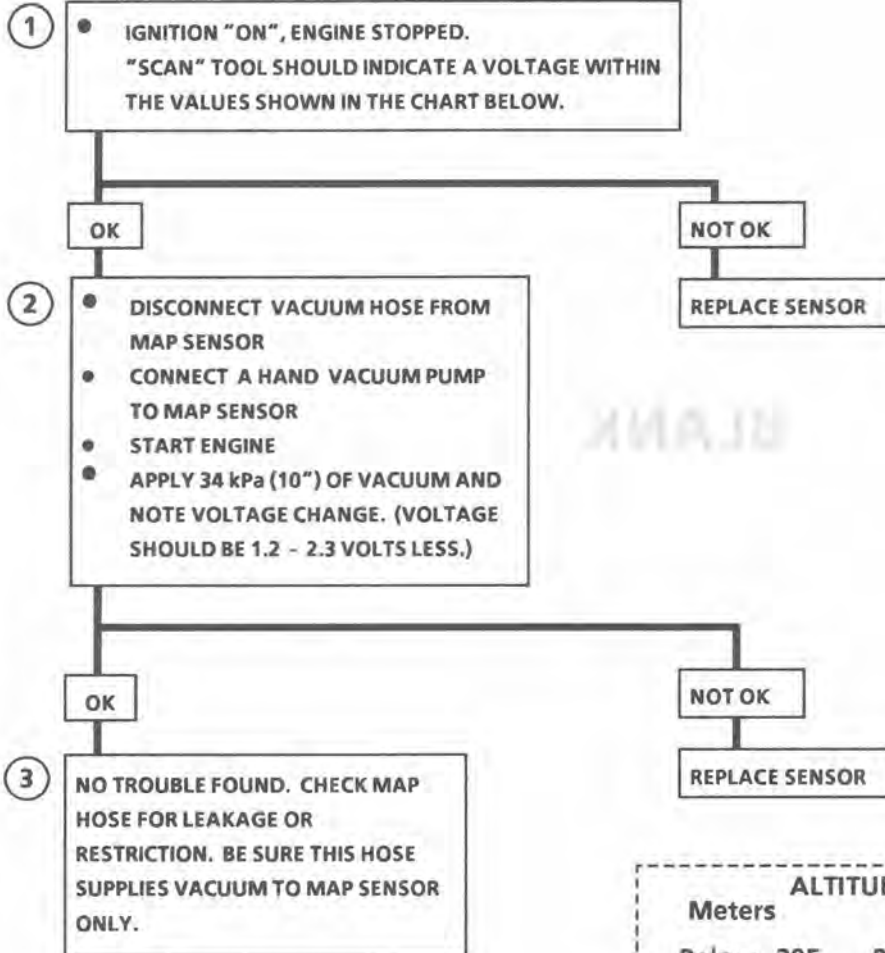 1
• IGNITION "ON", ENGINE STOPPED.
"SCAN" TOOL SHOULD INDICATE A VOLTAGE WITHIN
THE VALUES SHOWN IN THE CHART BELOW.
OK
NOT OK
2
• DISCONNECT VACUUM HOSE FROM
MAP SENSOR
• CONNECT A HAND VACUUM PUMP
TO MAP SENSOR
• START ENGINE
• APPLY 34 kPa (10") OF VACUUM AND
NOTE VOLTAGE CHANGE. (VOLTAGE
SHOULD BE 1.2 - 2.3 VOLTS LESS.)
REPLACE SENSOR
BLANK
OK
NOT OK
3
NO TROUBLE FOUND. CHECK MAP
HOSE FOR LEAKAGE OR
RESTRICTION. BE SURE THIS HOSE
SUPPLIES VACUUM TO MAP SENSOR
ONLY.
REPLACE SENSOR
Meters